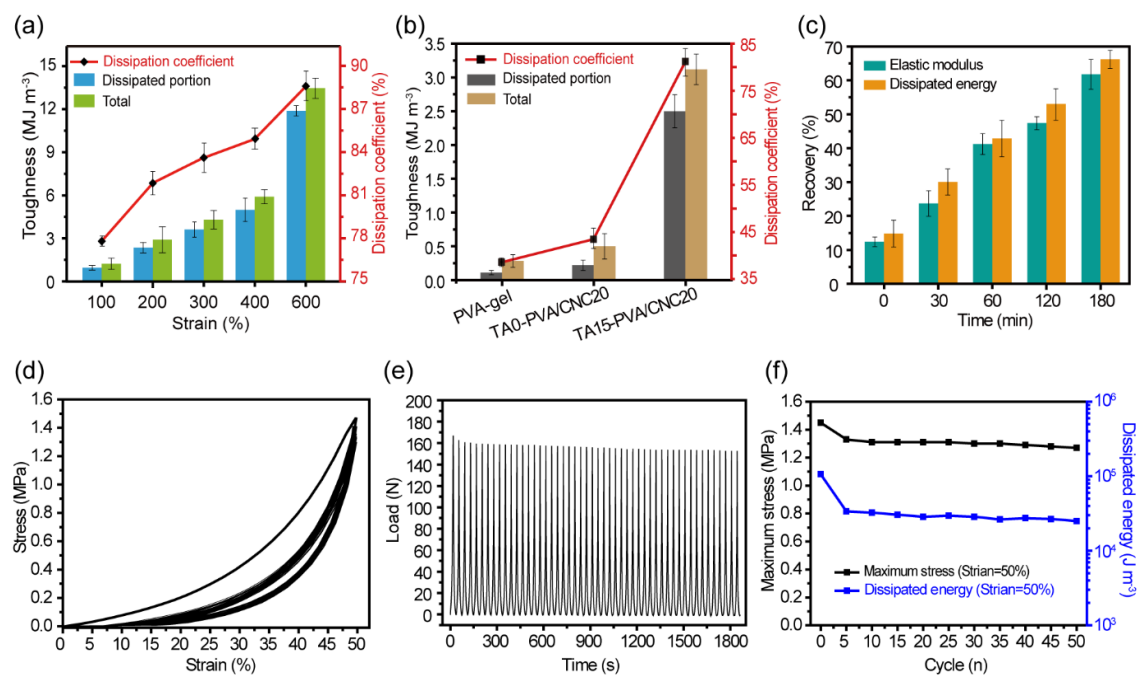 (a)
Toughness (MJ m-3)
15
12
9
6
3
0
Dissipation coefficient
Dissipated portion
Total
90
87
84
81
78
75
Dissipation coefficient (%)
100 200 300 400 600
Strain (%)
(b)
Toughness (MJ m-3)
3.5
3.0
2.5
2.0
1.5
1.0
0.5
0.0
Dissipation coefficient
Dissipated portion
Total
85
75
65
55
45
35
Dissipation coefficient (%)
PVA-gel TA0-PVA/CNC20 TA15-PVA/CNC20
(c)
Recovery (%)
70
60
50
40
30
20
10
0
Elastic modulus
Dissipated energy
0 30 60 120 180
Time (min)
(d)
Stress (MPa)
1.6
1.4
1.2
1.0
0.8
0.6
0.4
0.2
0.0
0 5 10 15 20 25 30 35 40 45 50
Strain (%)
(e)
Load (N)
200
180
160
140
120
100
80
60
40
20
0
0 300 600 900 1200 1500 1800
Time (s)
(f)
Maximum stress (MPa)
1.6
1.4
1.2
1.0
0.8
0.6
0.4
0.2
0.0
Maximum stress (Strian=50%)
Dissipated energy (Strian=50%)
10^6
10^5
10^4
10^3
Dissipated energy (J m-3)
0 5 10 15 20 25 30 35 40 45 50
Cycle (n)